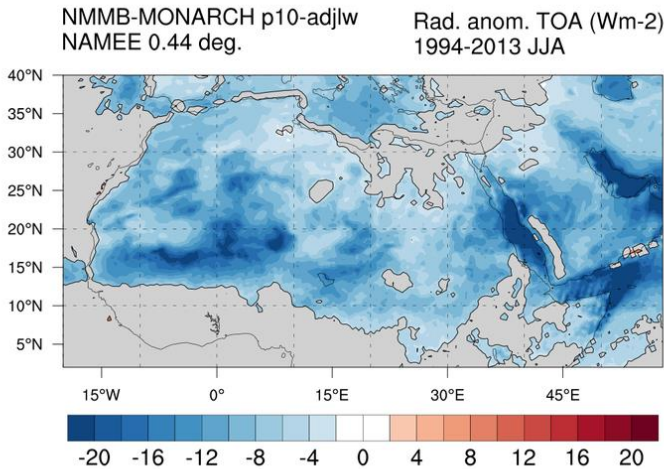 NMMB-MONARCH p10-adjlw
NAMEE 0.44 deg.
Rad. anom. TOA (Wm-2)
1994-2013 JJA
40°N
35°N
30°N
25°N
20°N
15°N
10°N
5°N
15°W 0° 15°E 30°E 45°E
-20 -16 -12 -8 -4 0 4 8 12 16 20